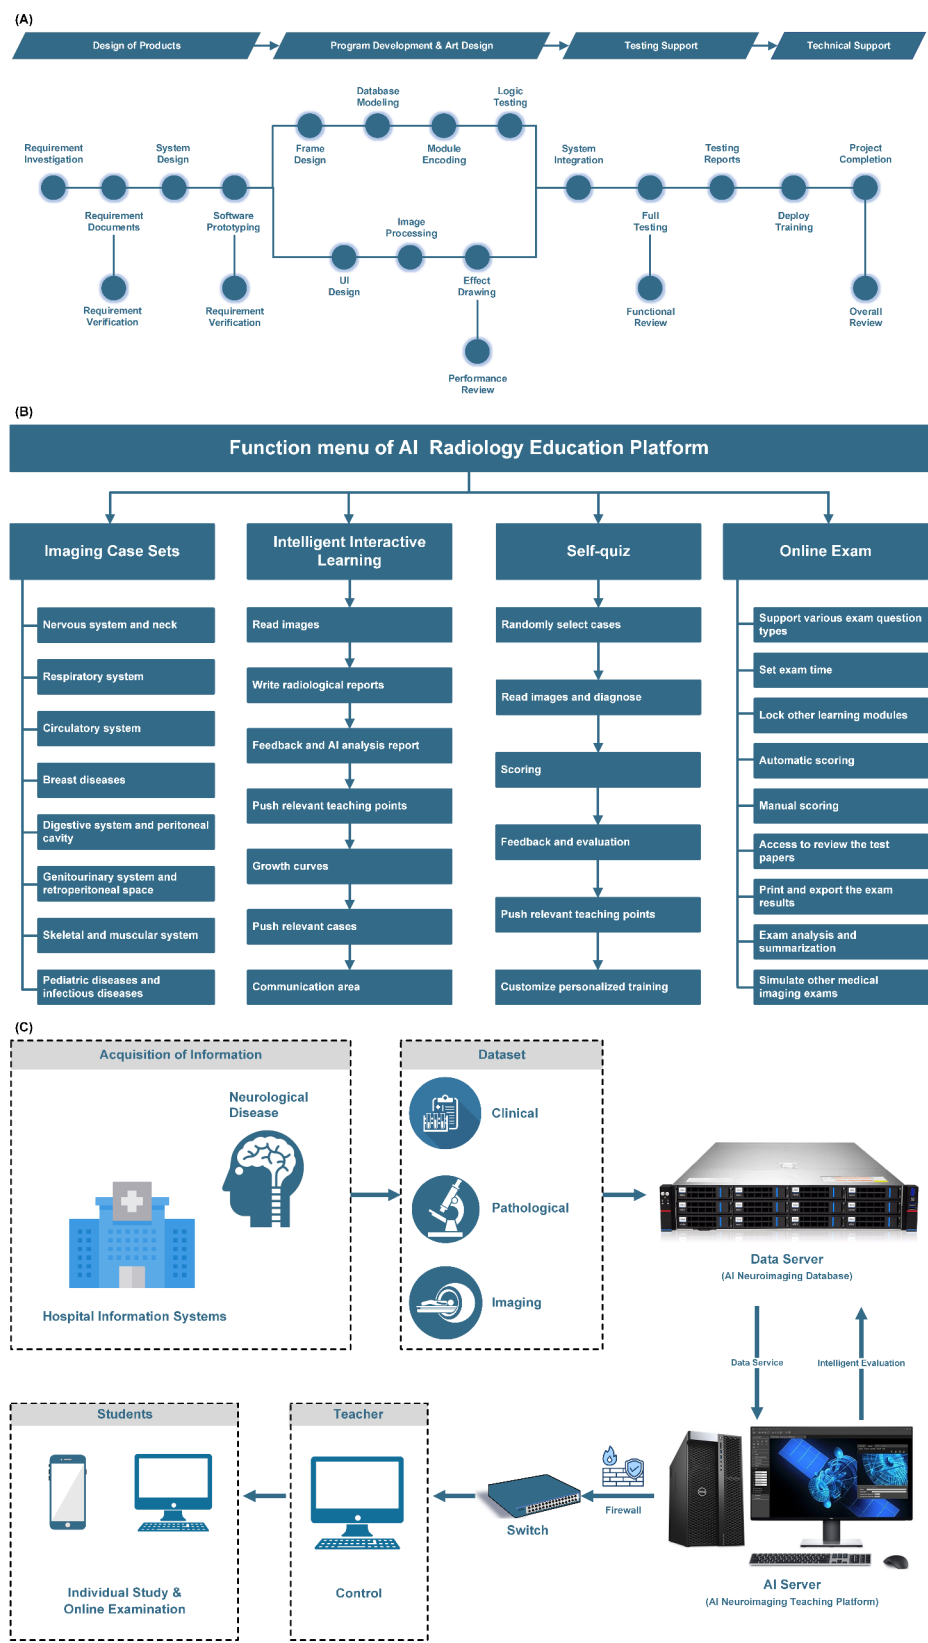 (A)
Design of Products
Program Development & Art Design
Testing Support
Technical Support
Database
Modeling
Logic
Testing
Frame
Design
Module
Encoding
Requirement
Investigation
System
Design
System
Integration
Testing
Reports
Project
Completion
Requirement
Documents
Software
Prototyping
Image
Processing
Full
Testing
Deploy
Training
UI
Design
Effect
Drawing
Requirement
Verification
Requirement
Verification
Functional
Review
Overall
Review
Performance
Review
(B)
Function menu of AI Radiology Education Platform
Imaging Case Sets
Nervous system and neck
Respiratory system
Circulatory system
Breast diseases
Digestive system and peritoneal
cavity
Genitourinary system and
retroperitoneal space
Skeletal and muscular system
Pediatric diseases and
infectious diseases
Intelligent Interactive
Learning
Read images
Write radiological reports
Feedback and AI analysis report
Push relevant teaching points
Growth curves
Push relevant cases
Communication area
Self-quiz
Randomly select cases
Read images and diagnose
Scoring
Feedback and evaluation
Push relevant teaching points
Customize personalized training
Online Exam
Support various exam question
types
Set exam time
Lock other learning modules
Automatic scoring
Manual scoring
Access to review the test
papers
Print and export the exam
results
Exam analysis and
summarization
Simulate other medical
imaging exams
(C)
Acquisition of Information
Neurological
Disease
Hospital Information Systems
Dataset
Clinical
Pathological
Imaging
Data Server
(AI Neuroimaging Database)
Data Service
Intelligent Evaluation
AI Server
(AI Neuroimaging Teaching Platform)
Firewall
Switch
Teacher
Control
Students
Individual Study &
Online Examination